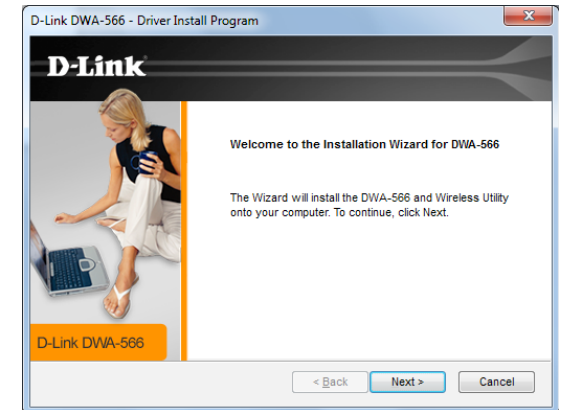 D-Link DWA-566 - Driver Install Program
D-Link
Welcome to the Installation Wizard for DWA-566
The Wizard will install the DWA-566 and Wireless Utility
onto your computer. To continue, click Next.
D-Link DWA-566
< Back Next > Cancel